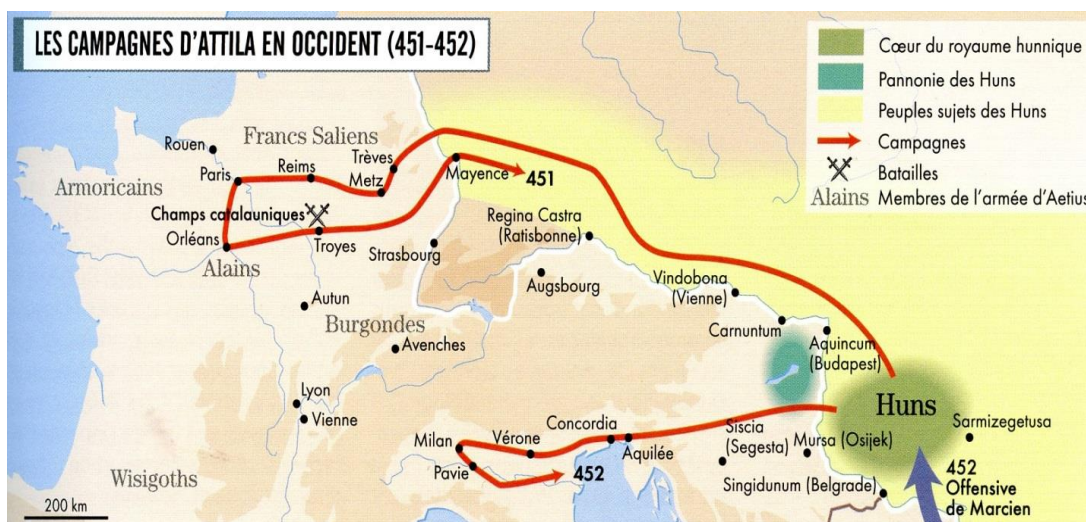 LES CAMPAGNES D'ATTILA EN OCCIDENT (451-452)
Cœur du royaume hunnique
Pannonie des Huns
Peuples sujets des Huns
Campagnes
Batailles
Alains Membres de l'armée d'Aetius
Francs Saliens
Rouen
Trèves
Reims
Paris
Metz
Mayence
451
Armoricains
Champs catalauniques
Regina Castra
(Ratisbonne)
Orléans
Troyes
Strasbourg
Alains
Augsbourg
Vindobona
(Vienne)
Autun
Burgondes
Carnuntum
Avenches
Aquincum
(Budapest)
Lyon
Huns
Vienne
Concordia
Siscia
(Segesta)
Sarmizegetusa
Milan
Vérone
Mursa (Osijek)
Aquilée
Pavie
452
Wisigoths
Singidunum (Belgrade)
452
Offensive
de Marcien
200 km